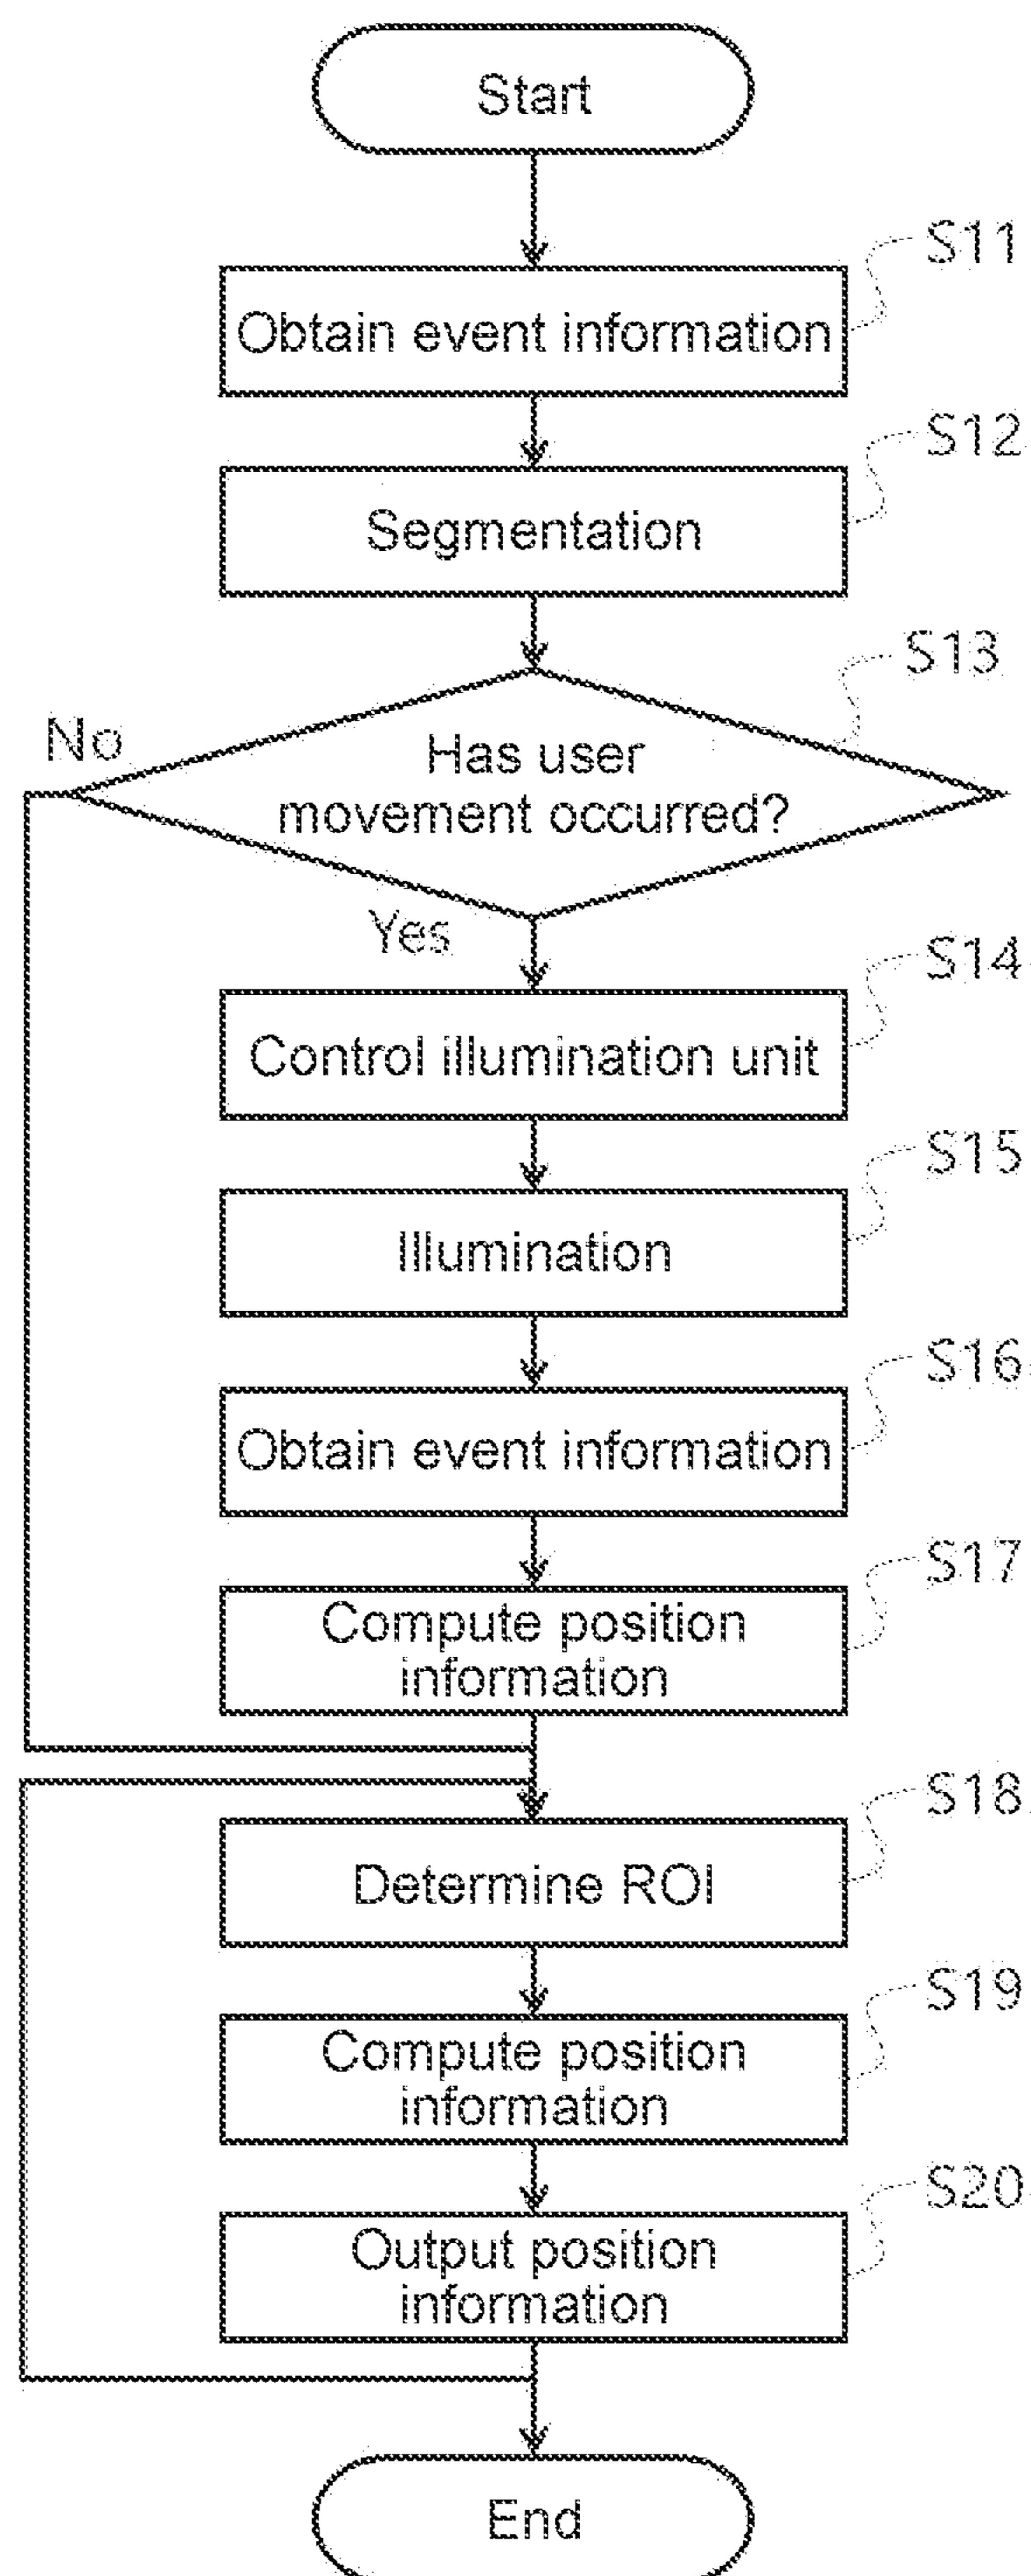 Start
S11
Obtain event information
S12
Segmentation
S13
No
Has user
movement occurred?
Yes
S14
Control illumination unit
S15
Illumination
S16
Obtain event information
S17
Compute position
information
S18
Determine ROI
S19
Compute position
information
S20
Output position
information
End